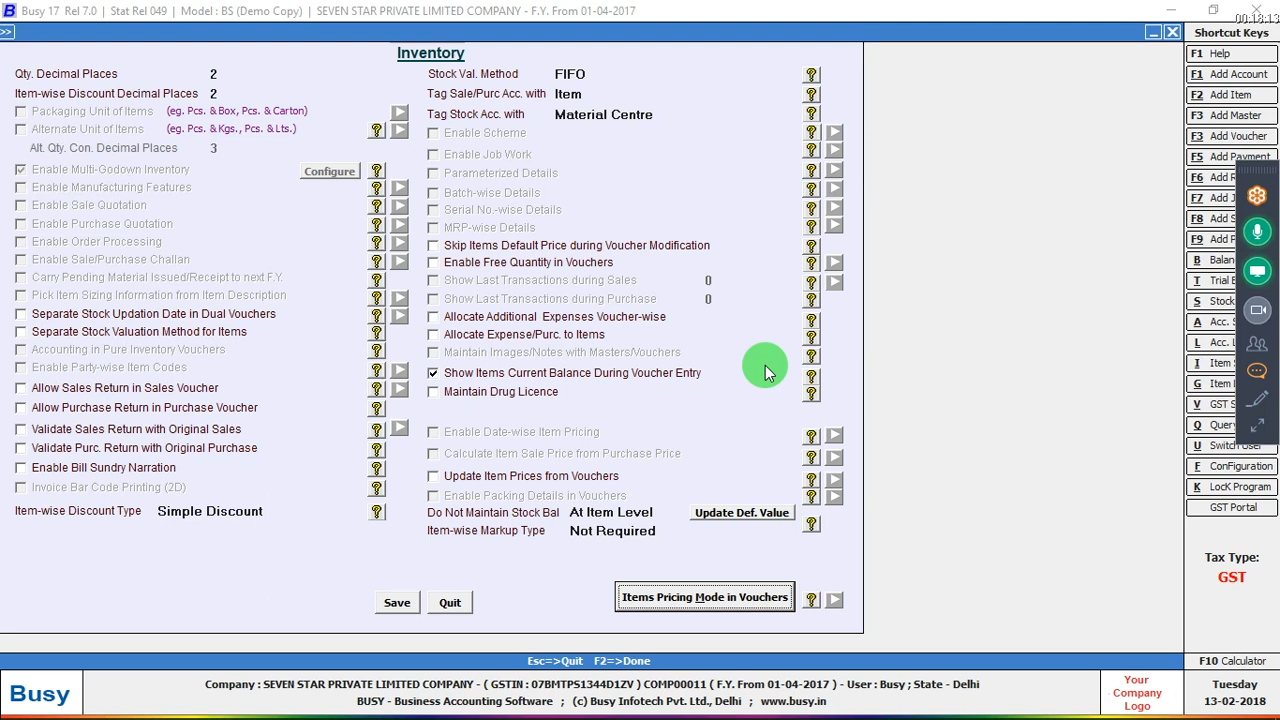 Busy 17 Rel 7.0 | Stat Rel 049 | Model : BS (Demo Copy) | SEVEN STAR PRIVATE LIMITED COMPANY - F.Y. From 01-04-2017
00:18:13
>>
Shortcut Keys
Inventory
Qty. Decimal Places 2
Item-wise Discount Decimal Places 2
Packaging Unit of Items (eg. Pcs. & Box, Pcs. & Carton)
Alternate Unit of Items (eg. Pcs. & Kgs., Pcs. & Lts.) ?
Alt. Qty. Con. Decimal Places 3
Enable Multi-Godown Inventory Configure ?
Enable Manufacturing Features ?
Enable Sale Quotation ?
Enable Purchase Quotation ?
Enable Order Processing ?
Enable Sale/Purchase Challan ?
Carry Pending Material Issued/Receipt to next F.Y. ?
Pick Item Sizing Information from Item Description ?
Separate Stock Updation Date in Dual Vouchers ?
Separate Stock Valuation Method for Items ?
Accounting in Pure Inventory Vouchers ?
Enable Party-wise Item Codes ?
Allow Sales Return in Sales Voucher ?
Allow Purchase Return in Purchase Voucher ?
Validate Sales Return with Original Sales ?
Validate Purc. Return with Original Purchase ?
Enable Bill Sundry Narration ?
Invoice Bar Code Printing (2D) ?
Item-wise Discount Type Simple Discount ?
Stock Val. Method FIFO ?
Tag Sale/Purc Acc. with Item ?
Tag Stock Acc. with Material Centre ?
Enable Scheme ?
Enable Job Work ?
Parameterized Details ?
Batch-wise Details ?
Serial No.-wise Details ?
MRP-wise Details ?
Skip Items Default Price during Voucher Modification ?
Enable Free Quantity in Vouchers ?
Show Last Transactions during Sales 0 ?
Show Last Transactions during Purchase 0 ?
Allocate Additional Expenses Voucher-wise ?
Allocate Expense/Purc. to Items ?
Maintain Images/Notes with Masters/Vouchers ?
Show Items Current Balance During Voucher Entry ?
Maintain Drug Licence ?
Enable Date-wise Item Pricing ?
Calculate Item Sale Price from Purchase Price ?
Update Item Prices from Vouchers ?
Enable Packing Details in Vouchers ?
Do Not Maintain Stock Bal At Item Level Update Def. Value
Item-wise Markup Type Not Required ?
Save Quit Items Pricing Mode in Vouchers ?
F1 Help
F1 Add Account
F2 Add Item
F3 Add Master
F3 Add Voucher
F5 Add Payment
F6 Add
F7 Add
F8 Add
F9 Add
B
T Trial
S Stock
A Acc.
L Acc.
I Item
G Item
V GST
Q Query
U Switch User
F Configuration
K Lock Program
GST Portal
Tax Type:
GST
Esc=>Quit F2=>Done F10 Calculator
Busy
Company : SEVEN STAR PRIVATE LIMITED COMPANY - ( GSTIN : 07BMTPS1344D1ZV ) COMP00011 ( F.Y. From 01-04-2017 ) - User : Busy ; State - Delhi
BUSY - Business Accounting Software ; (c) Busy Infotech Pvt. Ltd., Delhi ; www.busy.in
Your
Company
Logo
Tuesday
13-02-2018